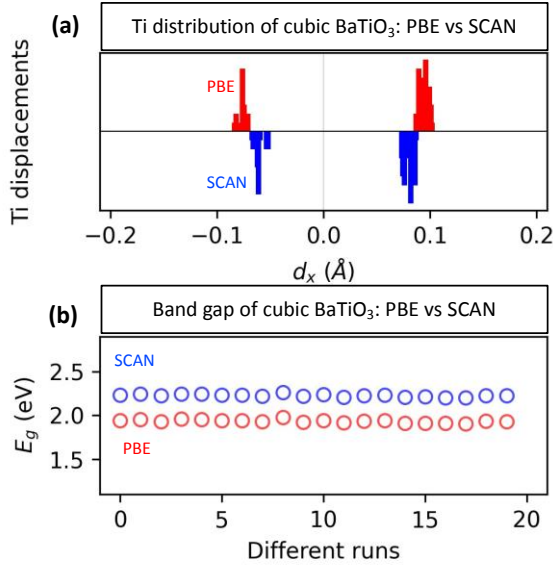 (a)
Ti distribution of cubic BaTiO₃: PBE vs SCAN
Ti displacements
PBE
SCAN
−0.2 −0.1 0.0 0.1 0.2
dₓ (Å)
(b)
Band gap of cubic BaTiO₃: PBE vs SCAN
E_g (eV)
2.5
2.0
1.5
SCAN
PBE
0 5 10 15 20
Different runs